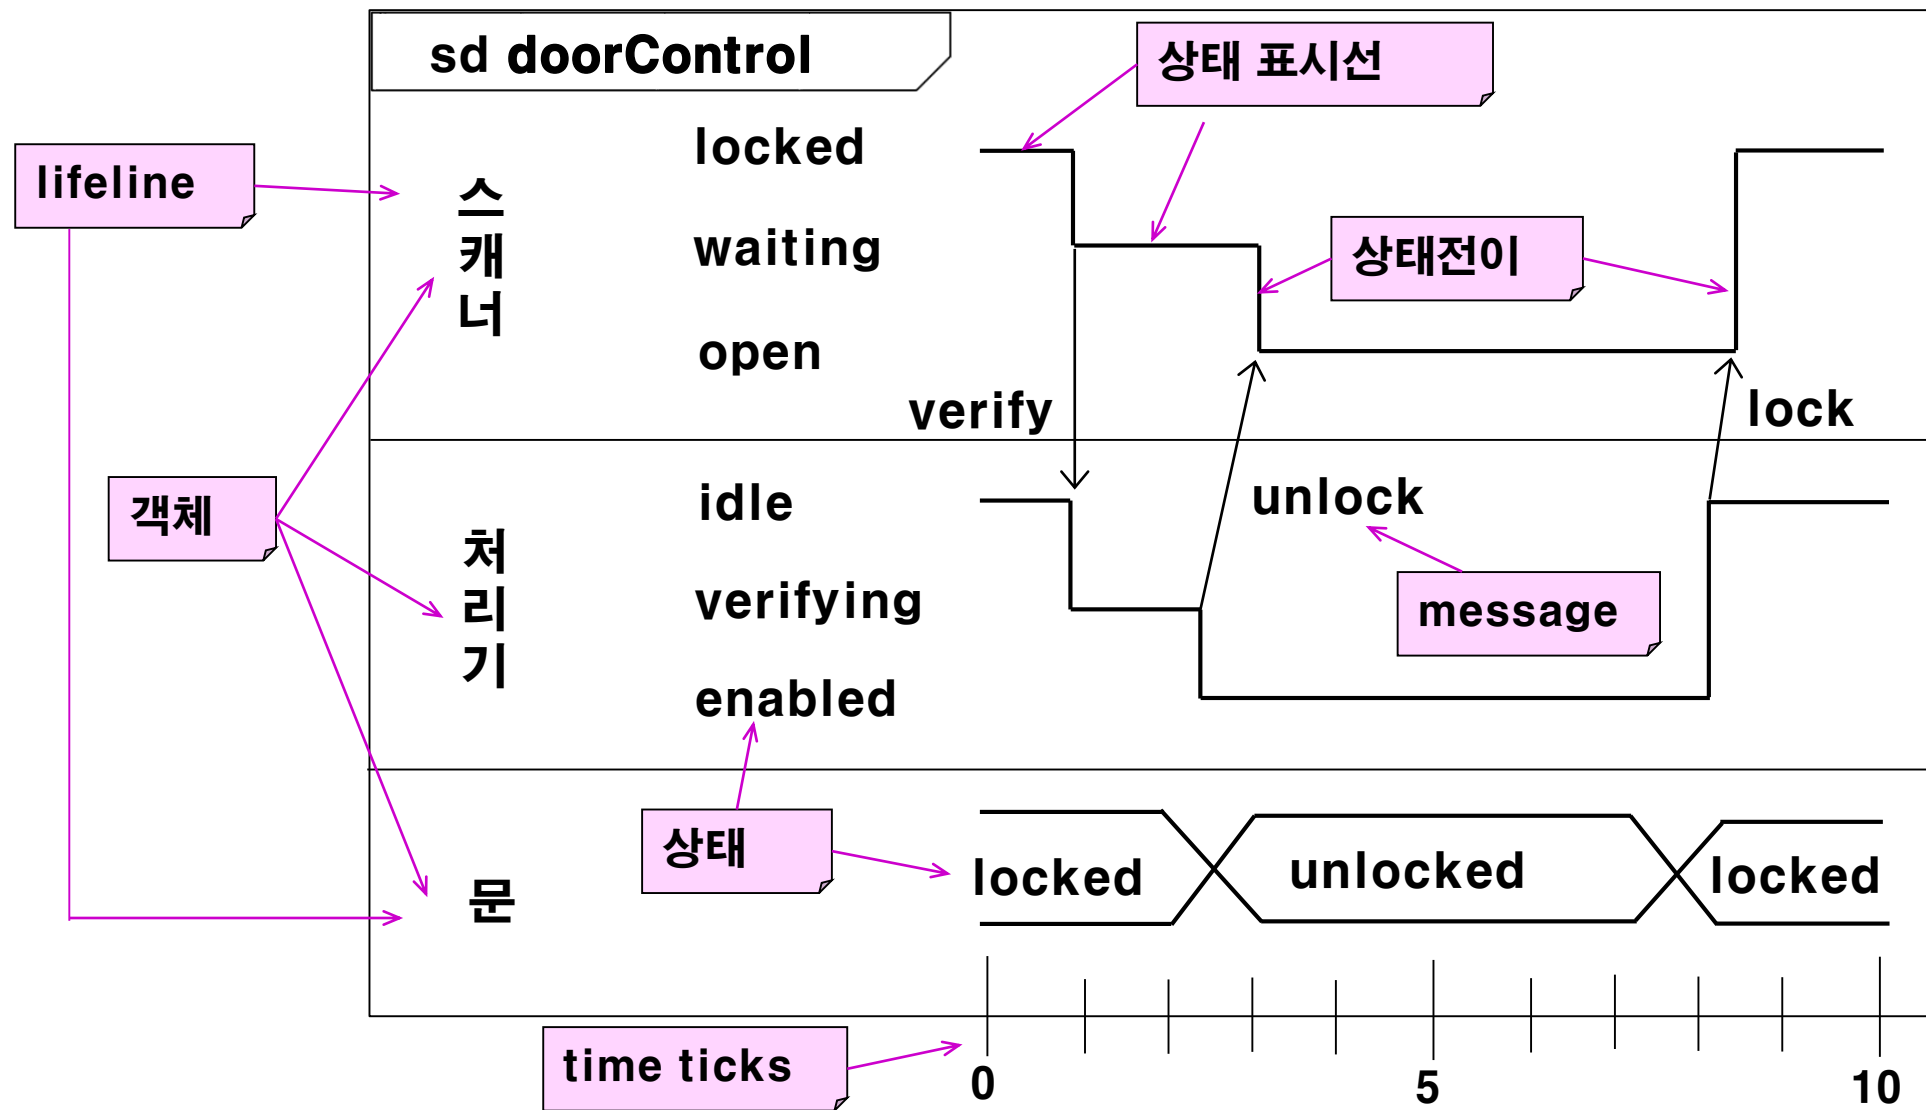 sd doorControl
상태 표시선
locked
lifeline
스캐너
waiting
상태전이
open
verify
lock
객체
idle
unlock
처리기
verifying
message
enabled
상태
locked
unlocked
locked
문
time ticks
0
5
10